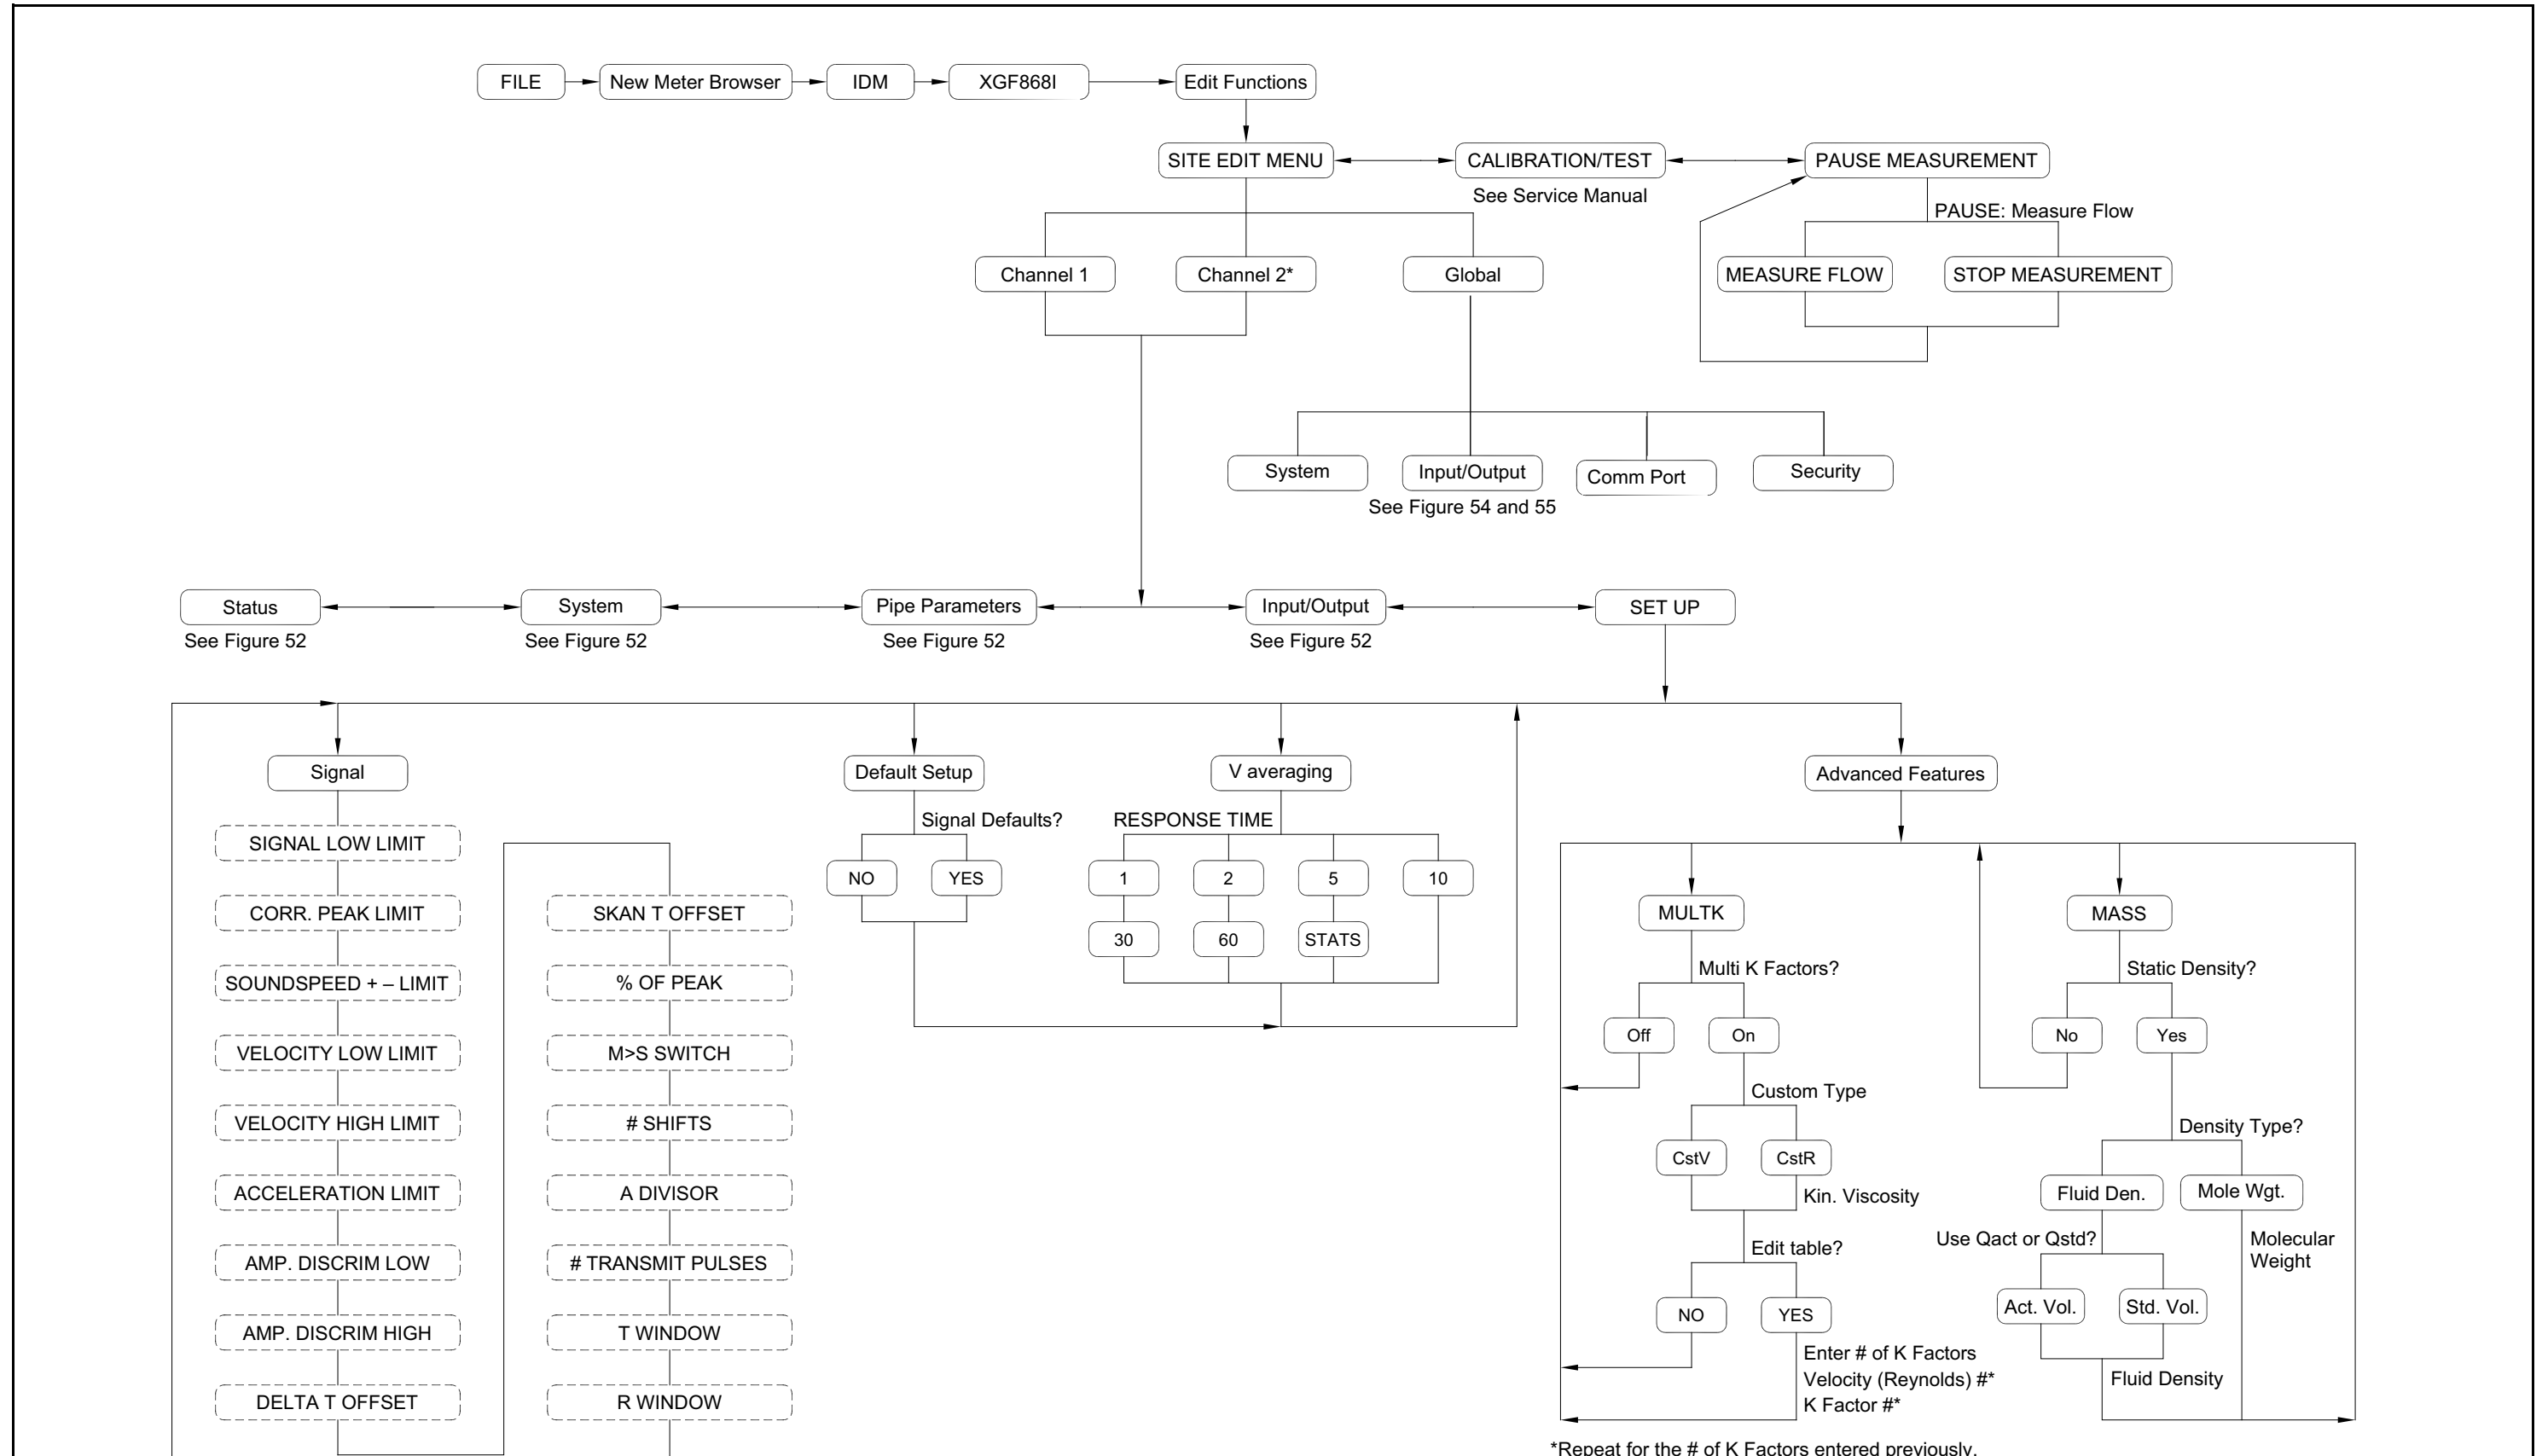 FILE
New Meter Browser
IDM
XGF868I
Edit Functions
SITE EDIT MENU
CALIBRATION/TEST
PAUSE MEASUREMENT
See Service Manual
PAUSE: Measure Flow
Channel 1
Channel 2*
Global
MEASURE FLOW
STOP MEASUREMENT
System
Input/Output
Comm Port
Security
See Figure 54 and 55
Status
System
Pipe Parameters
Input/Output
SET UP
See Figure 52
See Figure 52
See Figure 52
See Figure 52
Signal
SIGNAL LOW LIMIT
CORR. PEAK LIMIT
SOUNDSPEED + – LIMIT
VELOCITY LOW LIMIT
VELOCITY HIGH LIMIT
ACCELERATION LIMIT
AMP. DISCRIM LOW
AMP. DISCRIM HIGH
DELTA T OFFSET
SKAN T OFFSET
% OF PEAK
M>S SWITCH
# SHIFTS
A DIVISOR
# TRANSMIT PULSES
T WINDOW
R WINDOW
Default Setup
Signal Defaults?
NO
YES
V averaging
RESPONSE TIME
1
2
5
10
30
60
STATS
Advanced Features
MULTK
Multi K Factors?
Off
On
Custom Type
CstV
CstR
Kin. Viscosity
Edit table?
NO
YES
Enter # of K Factors
Velocity (Reynolds) #*
K Factor #*
MASS
Static Density?
No
Yes
Density Type?
Fluid Den.
Mole Wgt.
Use Qact or Qstd?
Molecular
Weight
Act. Vol.
Std. Vol.
Fluid Density
*Repeat for the # of K Factors entered previously.